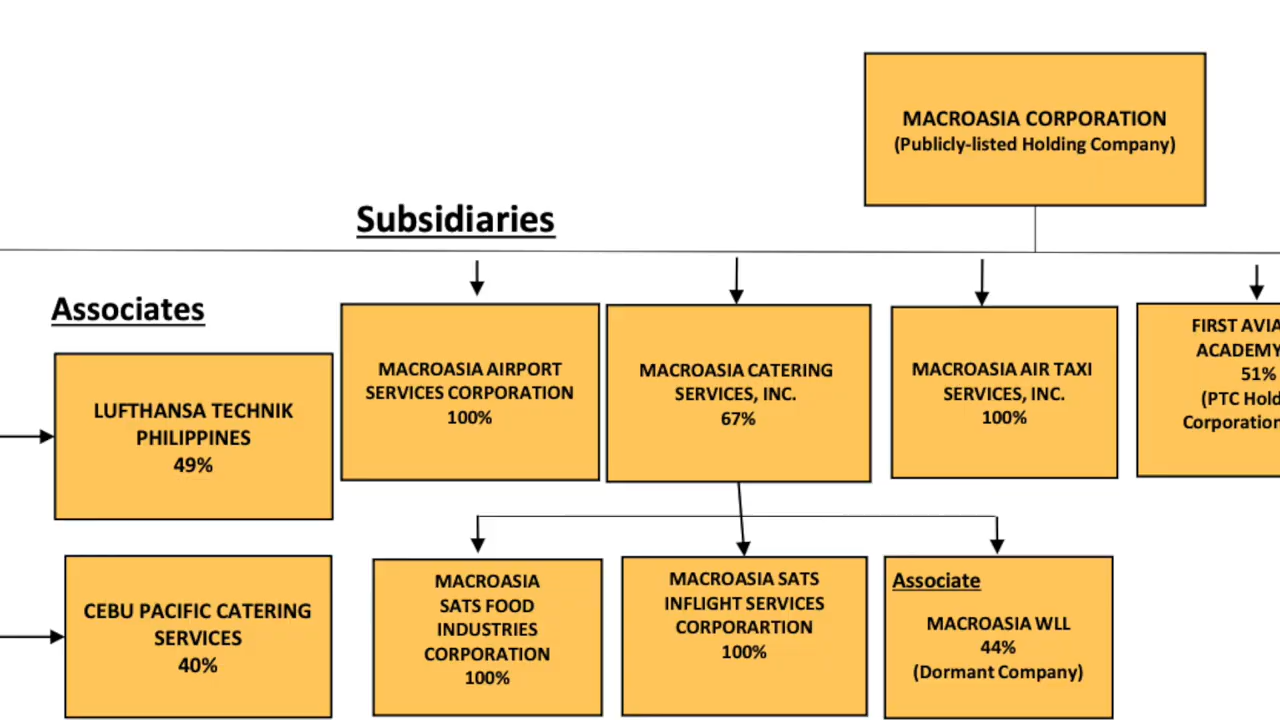 MACROASIA CORPORATION
(Publicly-listed Holding Company)
Subsidiaries
Associates
LUFTHANSA TECHNIK
PHILIPPINES
49%
MACROASIA AIRPORT
SERVICES CORPORATION
100%
MACROASIA CATERING
SERVICES, INC.
67%
MACROASIA AIR TAXI
SERVICES, INC.
100%
FIRST AVIA
ACADEMY
51%
(PTC Hold
Corporation
CEBU PACIFIC CATERING
SERVICES
40%
MACROASIA
SATS FOOD
INDUSTRIES
CORPORATION
100%
MACROASIA SATS
INFLIGHT SERVICES
CORPORARTION
100%
Associate
MACROASIA WLL
44%
(Dormant Company)